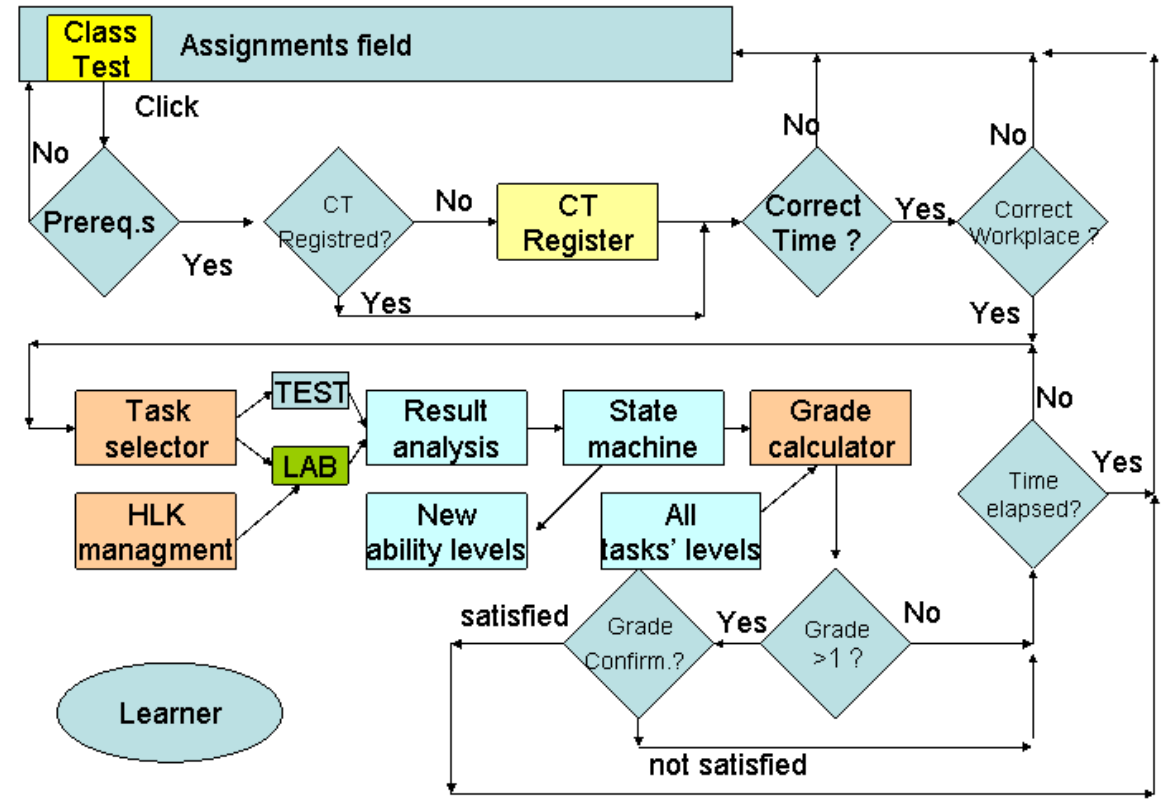 Class
Test
Assignments field
Click
No
Prereq.s
Yes
CT
Registred?
No
Yes
CT
Register
Correct
Time ?
No
Yes
Correct
Workplace ?
No
Yes
Task
selector
TEST
LAB
HLK
managment
Result
analysis
State
machine
Grade
calculator
New
ability levels
All
tasks' levels
No
Time
elapsed?
Yes
satisfied
Grade
Confirm.?
Yes
Grade
>1 ?
No
not satisfied
Learner